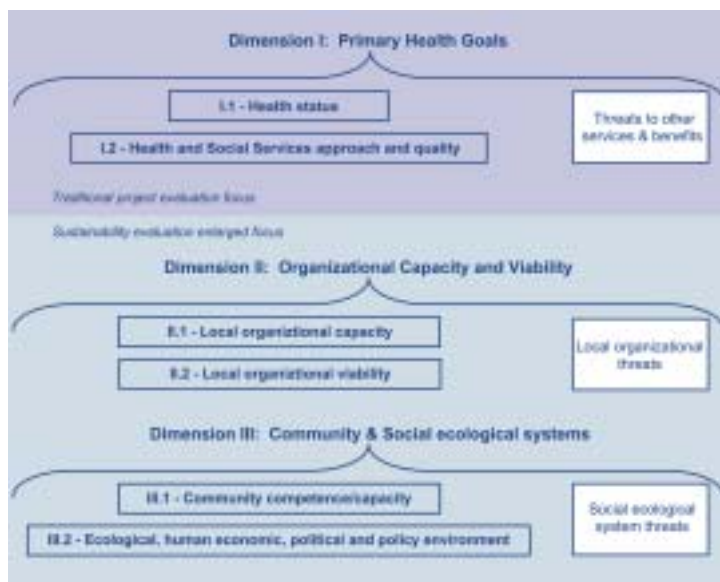 Dimension I: Primary Health Goals
I.1 - Health status
I.2 - Health and Social Services approach and quality
Threats to other
services & benefits
Traditional project evaluation focus
Sustainability evaluation enlarged focus
Dimension II: Organizational Capacity and Viability
II.1 - Local organizational capacity
II.2 - Local organizational viability
Local organizational
threats
Dimension III: Community & Social ecological systems
III.1 - Community competence/capacity
III.2 - Ecological, human economic, political and policy environment
Social ecological
system threats